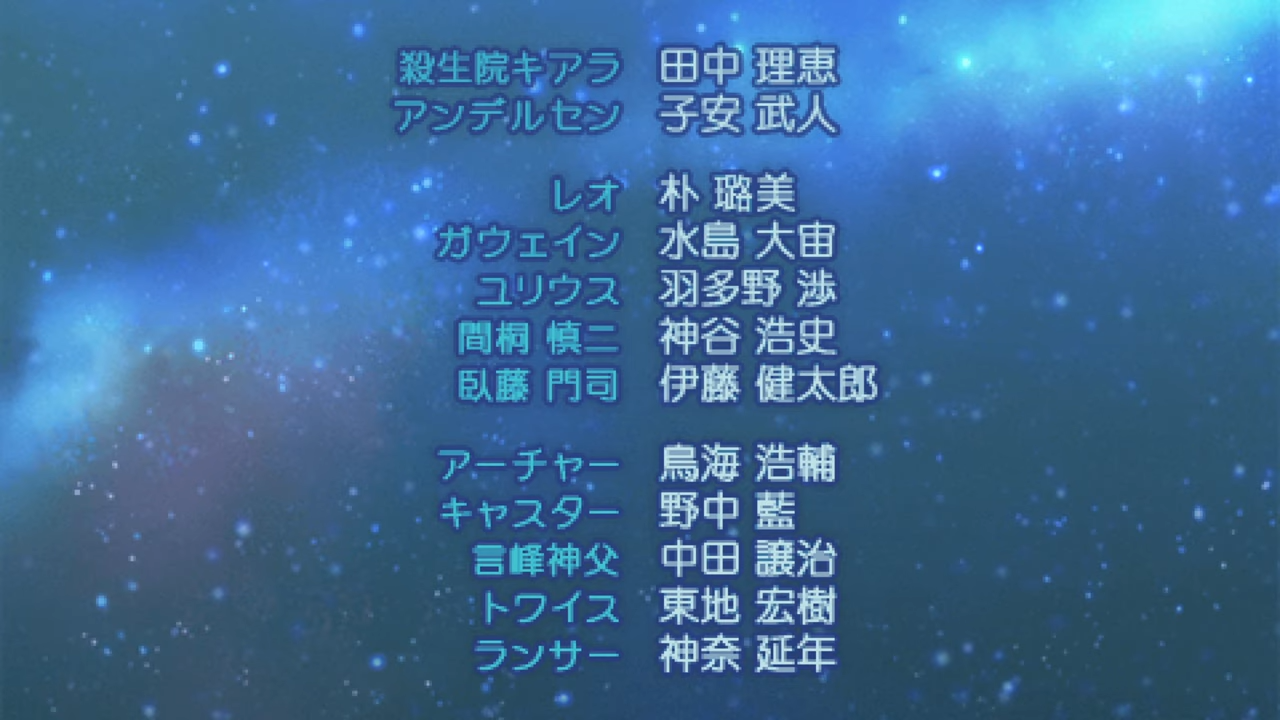 殺生院キアラ 田中 理恵
アンデルセン 子安 武人
レオ 朴 璐美
ガウェイン 水島 大宙
ユリウス 羽多野 渉
間桐 慎二 神谷 浩史
臥藤 門司 伊藤 健太郎
アーチャー 鳥海 浩輔
キャスター 野中 藍
言峰神父 中田 譲治
トワイス 東地 宏樹
ランサー 神奈 延年